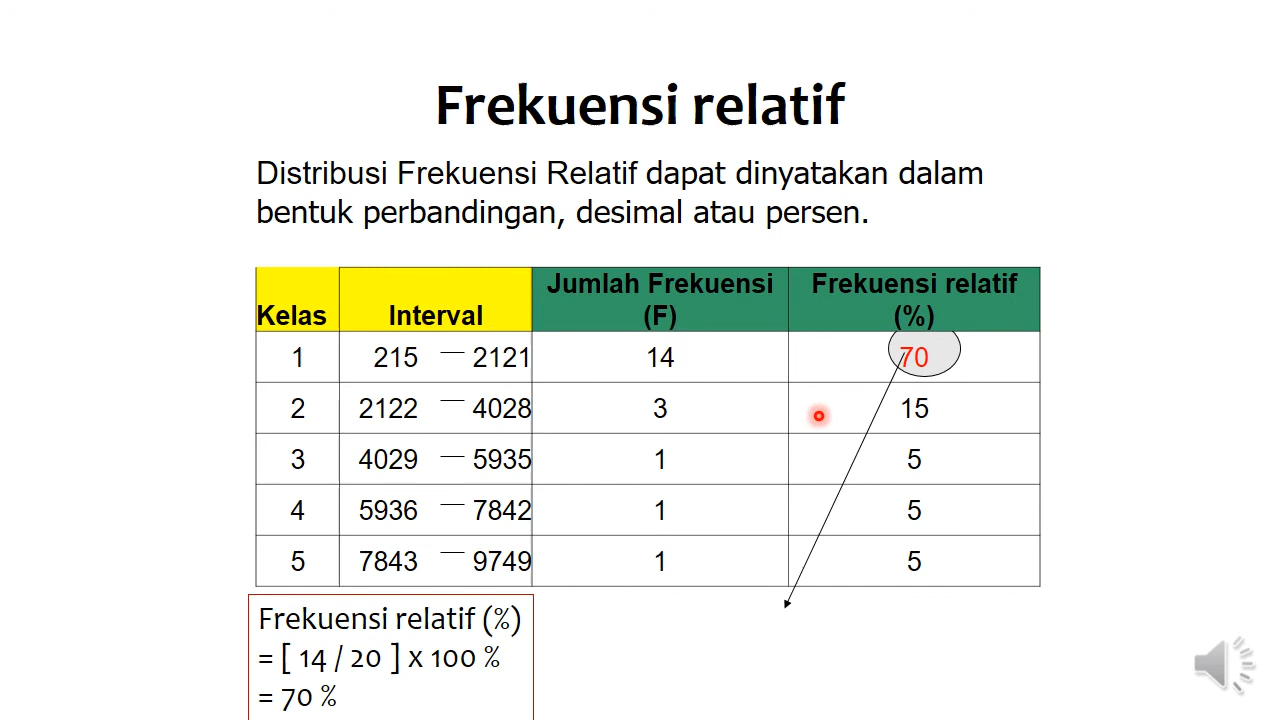 Frekuensi relatif
Distribusi Frekuensi Relatif dapat dinyatakan dalam
bentuk perbandingan, desimal atau persen.
Kelas Interval Jumlah Frekuensi (F) Frekuensi relatif (%)
1 215 — 2121 14 70
2 2122 — 4028 3 15
3 4029 — 5935 1 5
4 5936 — 7842 1 5
5 7843 — 9749 1 5
Frekuensi relatif (%)
= [ 14 / 20 ] x 100 %
= 70 %